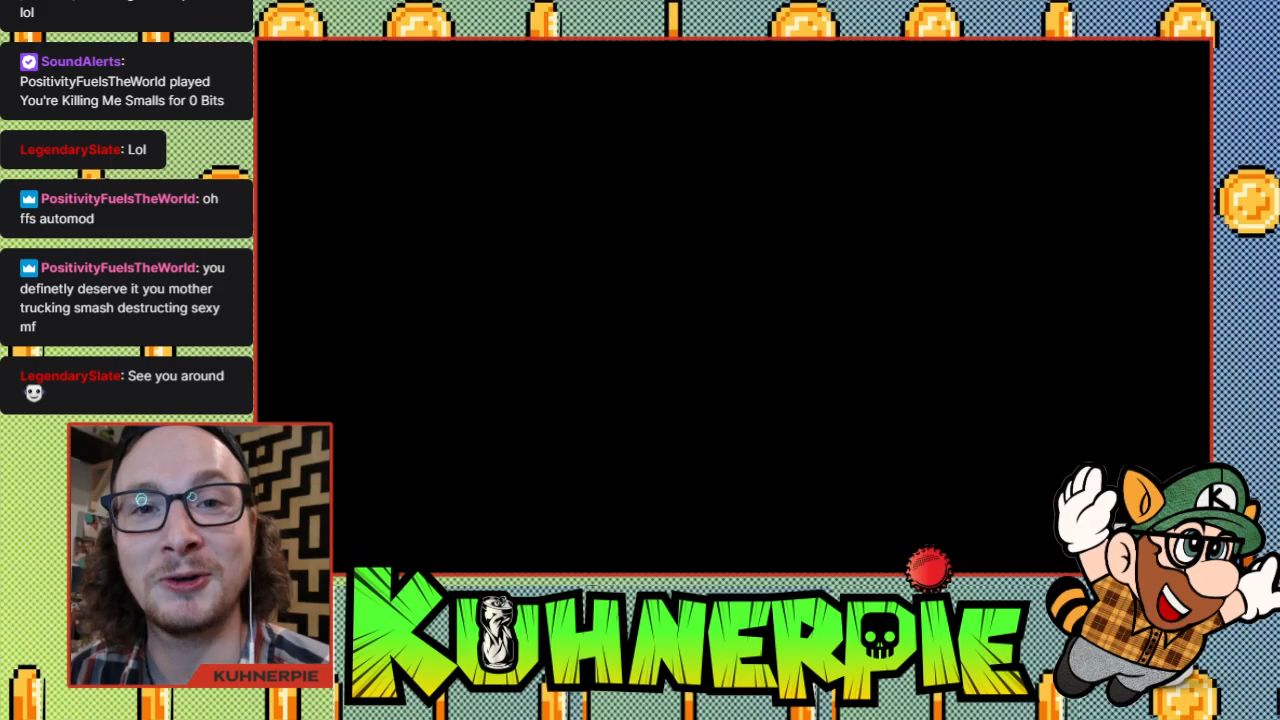 lol
SoundAlerts:
PositivityFuelsTheWorld played
You're Killing Me Smalls for 0 Bits
LegendarySlate: Lol
PositivityFuelsTheWorld: oh
ffs automod
PositivityFuelsTheWorld: you
definetly deserve it you mother
trucking smash destructing sexy
mf
LegendarySlate: See you around
KUHNERPIE
KUHNERPIE
K